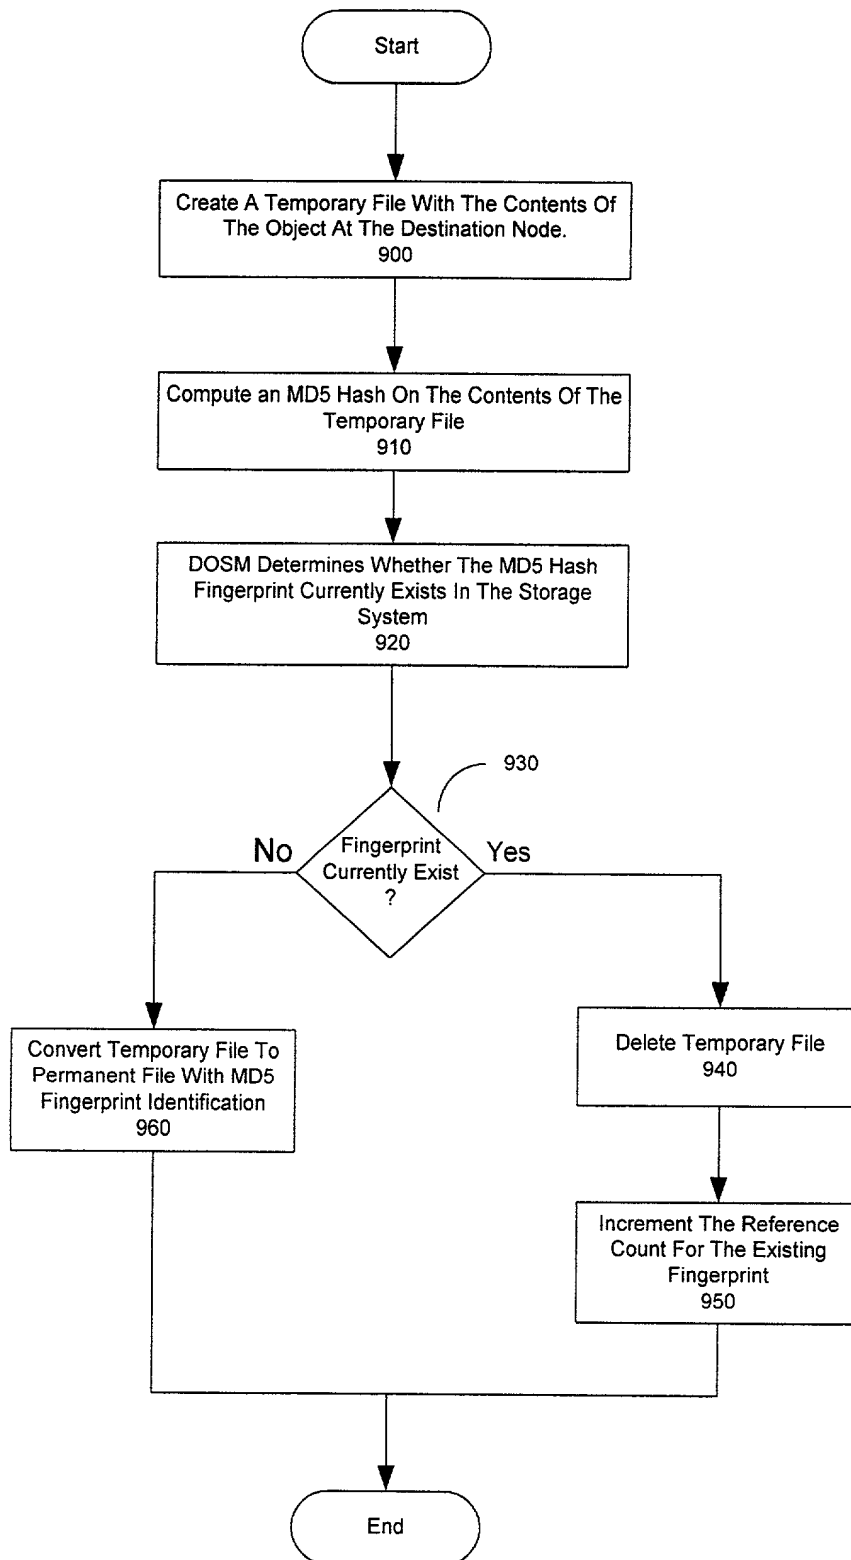 Start
Create A Temporary File With The Contents Of
The Object At The Destination Node.
900
Compute an MD5 Hash On The Contents Of The
Temporary File
910
DOSM Determines Whether The MD5 Hash
Fingerprint Currently Exists In The Storage
System
920
930
Fingerprint
Currently Exist
?
No
Yes
Convert Temporary File To
Permanent File With MD5
Fingerprint Identification
960
Delete Temporary File
940
Increment The Reference
Count For The Existing
Fingerprint
950
End